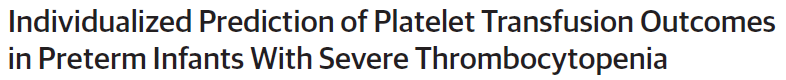 Individualized Prediction of Platelet Transfusion Outcomes
in Preterm Infants With Severe Thrombocytopenia